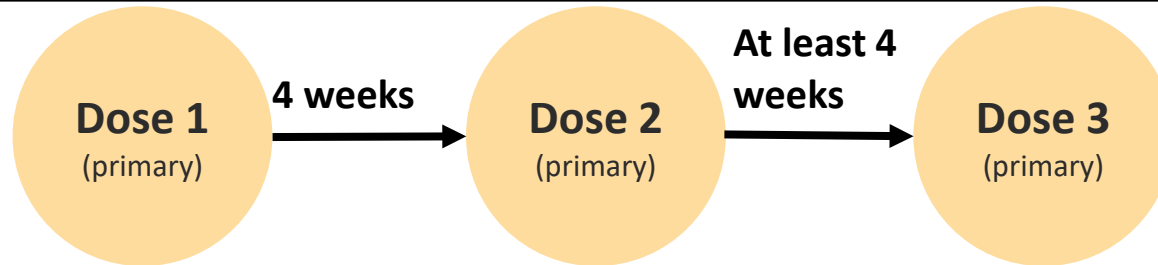 Dose 1
(primary)
4 weeks
Dose 2
(primary)
At least 4
weeks
Dose 3
(primary)